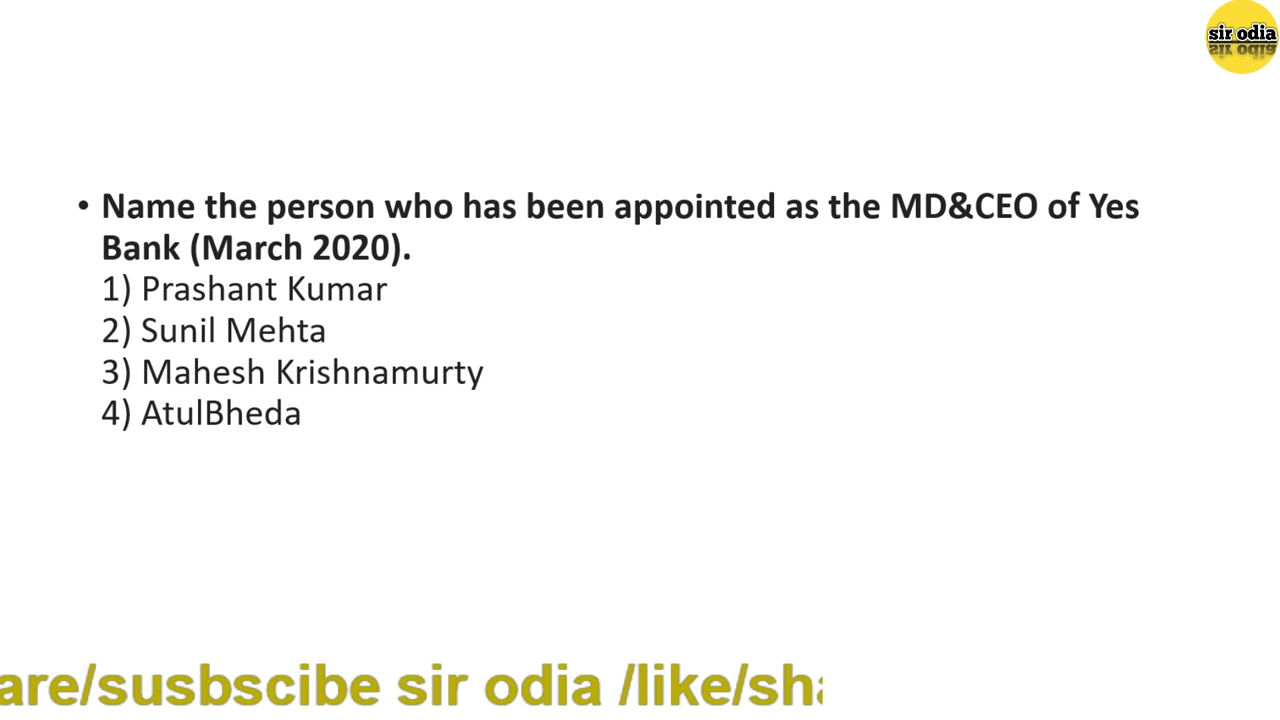 sir odia
• Name the person who has been appointed as the MD&CEO of Yes
Bank (March 2020).
1) Prashant Kumar
2) Sunil Mehta
3) Mahesh Krishnamurty
4) AtulBheda
are/susbscibe sir odia /like/sha